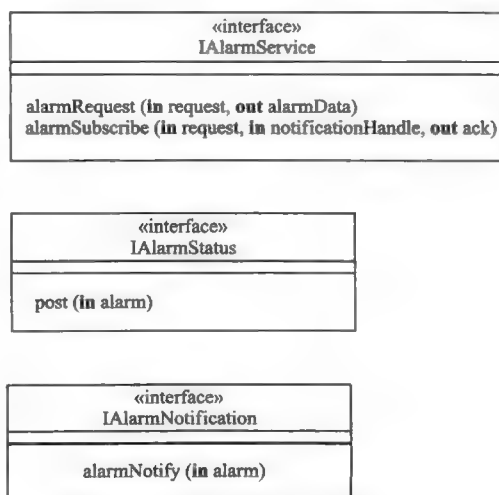 «interface»
IAlarmService
alarmRequest (in request, out alarmData)
alarmSubscribe (in request, in notificationHandle, out ack)
«interface»
IAlarmStatus
post (in alarm)
«interface»
IAlarmNotification
alarmNotify (in alarm)